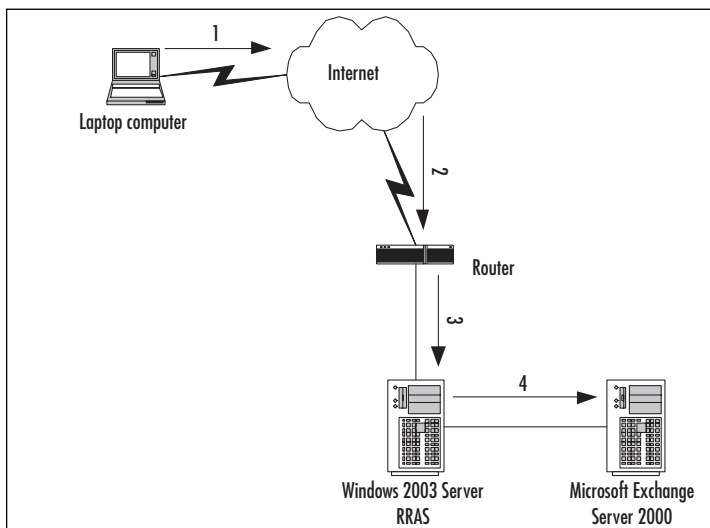 1
Internet
Laptop computer
2
Router
3
4
Windows 2003 Server
RRAS
Microsoft Exchange
Server 2000